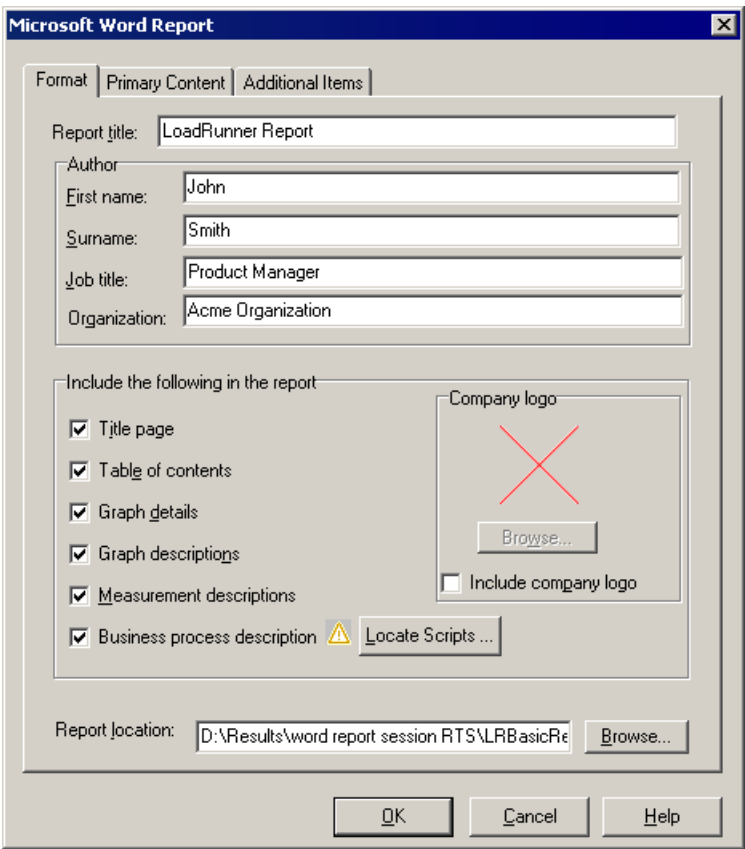 Microsoft Word Report
Format Primary Content Additional Items
Report title: LoadRunner Report
Author
First name: John
Surname: Smith
Job title: Product Manager
Organization: Acme Organization
Include the following in the report
Company logo
Title page
Table of contents
Graph details
Browse...
Graph descriptions
Include company logo
Measurement descriptions
Business process description Locate Scripts ...
Report location: D:\Results\word report session RTS\LRBasicRe Browse...
OK Cancel Help